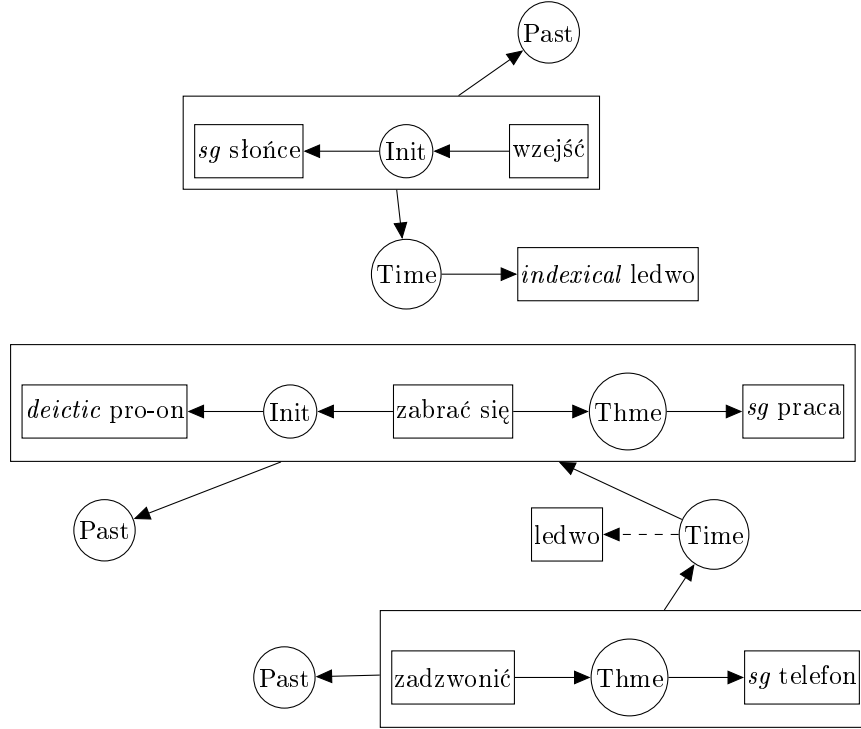 Past
sg słońce Init wzejść
Time indexical ledwo
deictic pro-on Init zabrać się Thme sg praca
Past ledwo Time
Past zadzwonić Thme sg telefon